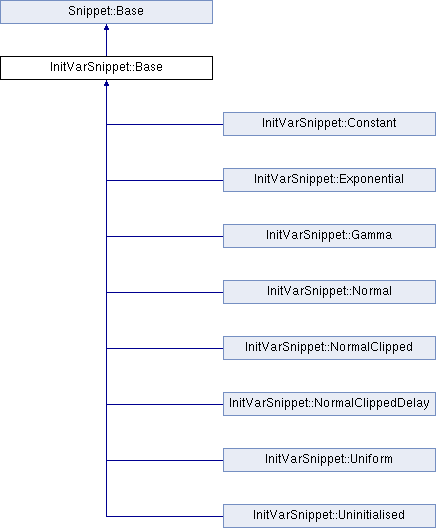 Snippet::Base
InitVarSnippet::Base
InitVarSnippet::Constant
InitVarSnippet::Exponential
InitVarSnippet::Gamma
InitVarSnippet::Normal
InitVarSnippet::NormalClipped
InitVarSnippet::NormalClippedDelay
InitVarSnippet::Uniform
InitVarSnippet::Uninitialised